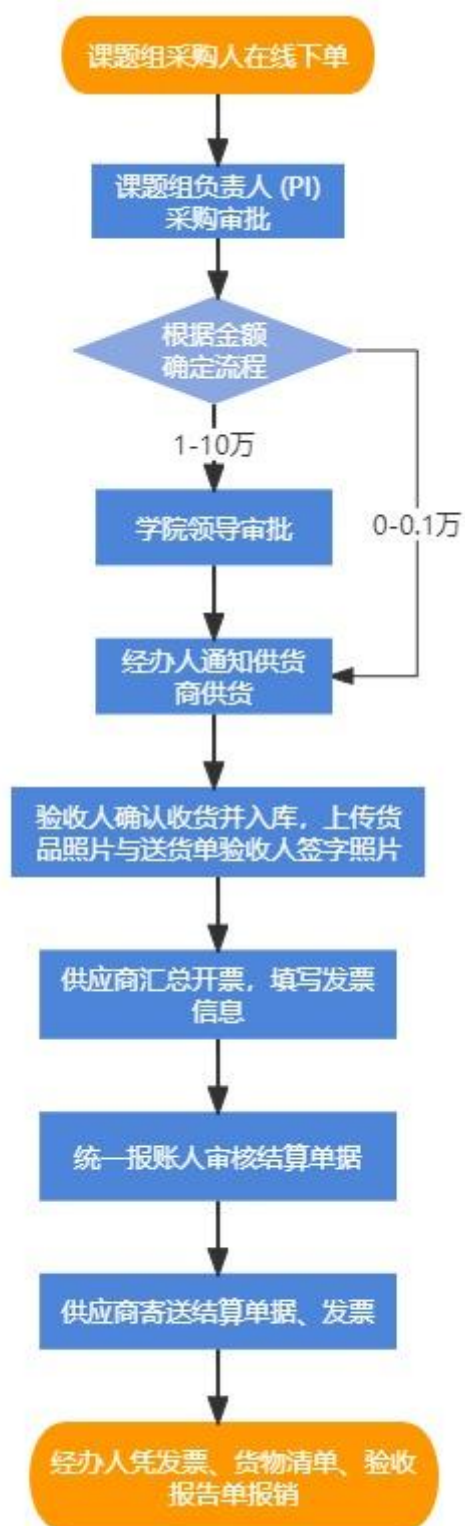 课题组采购人在线下单
课题组负责人 (PI)
采购审批
根据金额
确定流程
1-10万
0-0.1万
学院领导审批
经办人通知供货
商供货
验收人确认收货并入库，上传货
品照片与送货单验收人签字照片
供应商汇总开票，填写发票
信息
统一报账人审核结算单据
供应商寄送结算单据、发票
经办人凭发票、货物清单、验收
报告单报销